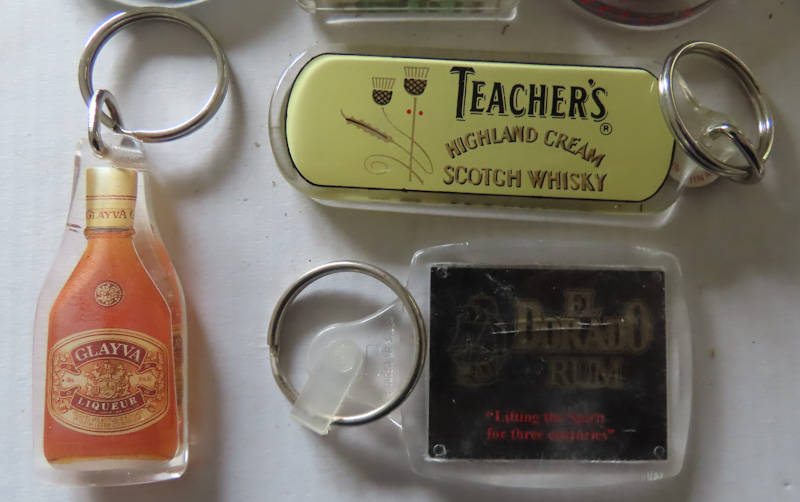 GLAYVA
GLAYVA
LIQUEUR
TEACHER'S
®
HIGHLAND CREAM
SCOTCH WHISKY
EL
DORADO
RUM
"Lifting the Spirit
for three centuries"